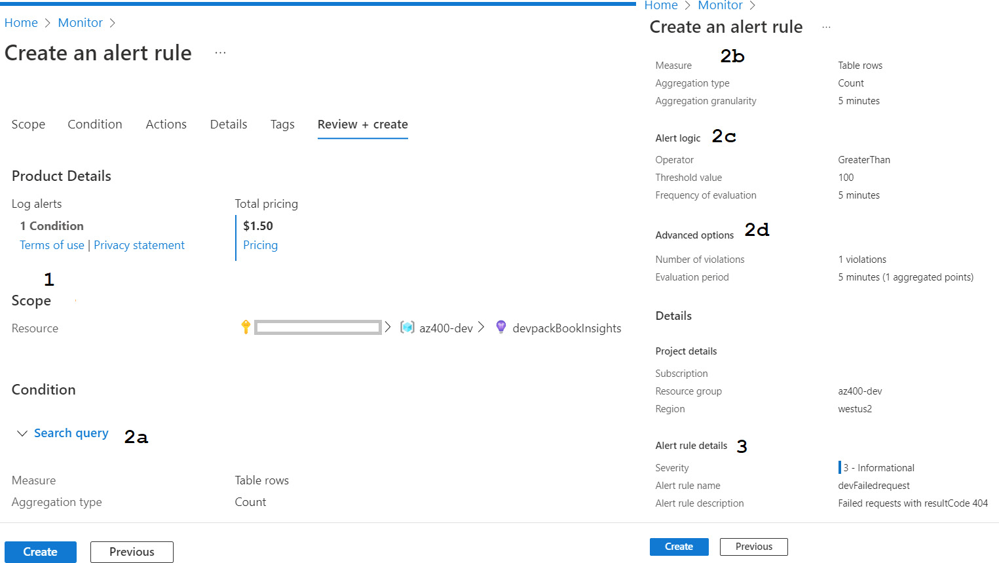 Home > Monitor >
Create an alert rule ...
Scope Condition Actions Details Tags Review + create
Product Details
Log alerts Total pricing
1 Condition $1.50
Terms of use | Privacy statement Pricing
1
Scope
Resource > az400-dev > devpackBookInsights
Condition
Search query 2a
Measure Table rows
Aggregation type Count
Create Previous
Home > Monitor >
Create an alert rule ...
2b
Measure Table rows
Aggregation type Count
Aggregation granularity 5 minutes
Alert logic 2c
Operator GreaterThan
Threshold value 100
Frequency of evaluation 5 minutes
Advanced options 2d
Number of violations 1 violations
Evaluation period 5 minutes (1 aggregated points)
Details
Project details
Subscription
Resource group az400-dev
Region westus2
Alert rule details 3
Severity 3 - Informational
Alert rule name devFailedrequest
Alert rule description Failed requests with resultCode 404
Create Previous